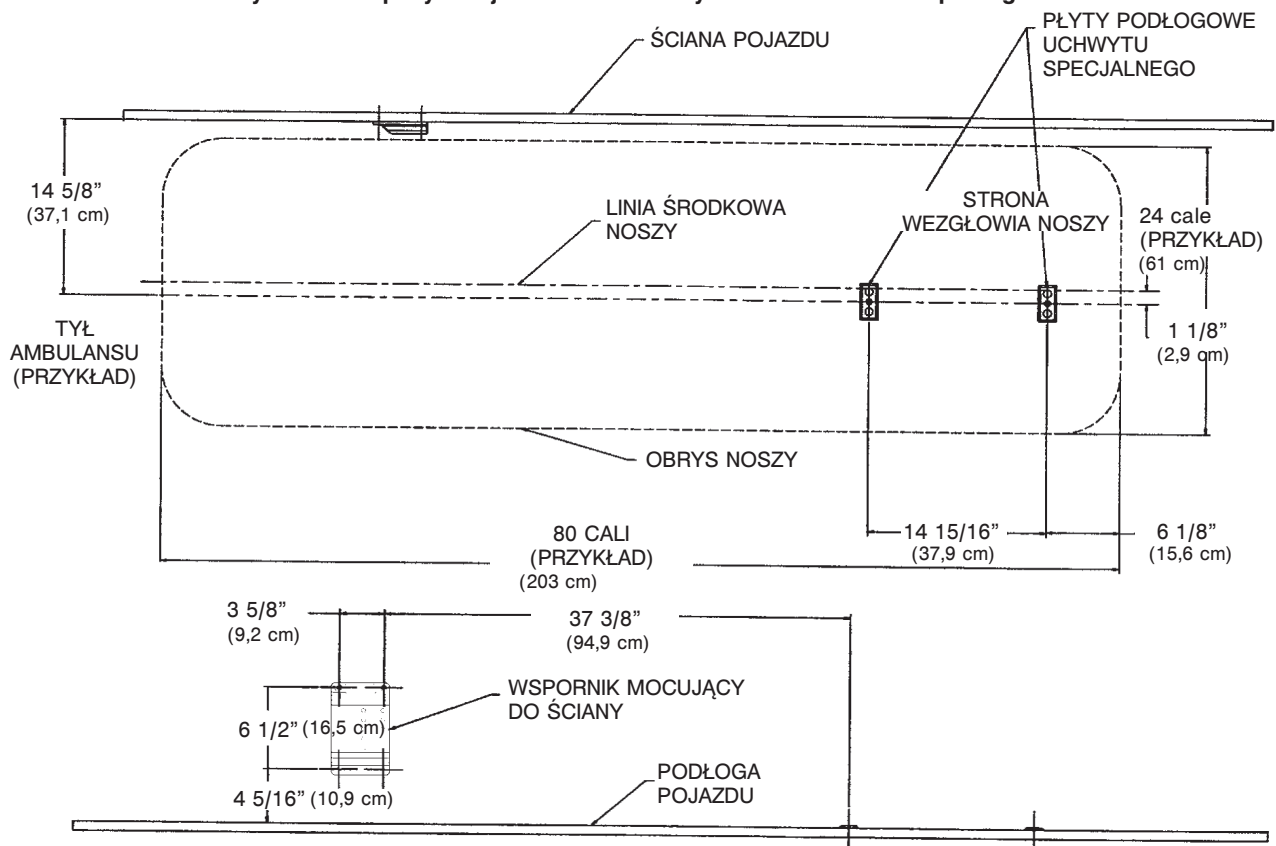 ŚCIANA POJAZDU
PŁYTY PODŁOGOWE
UCHWYTU
SPECJALNEGO
14 5/8”
(37,1 cm)
LINIA ŚRODKOWA
NOSZY
STRONA
WEZGŁOWIA NOSZY
24 cale
(PRZYKŁAD)
(61 cm)
TYŁ
AMBULANSU
(PRZYKŁAD)
1 1/8”
(2,9 cm)
OBRYS NOSZY
80 CALI
(PRZYKŁAD)
(203 cm)
14 15/16”
(37,9 cm)
6 1/8”
(15,6 cm)
3 5/8”
(9,2 cm)
37 3/8”
(94,9 cm)
WSPORNIK MOCUJĄCY
DO ŚCIANY
6 1/2” (16,5 cm)
4 5/16” (10,9 cm)
PODŁOGA
POJAZDU